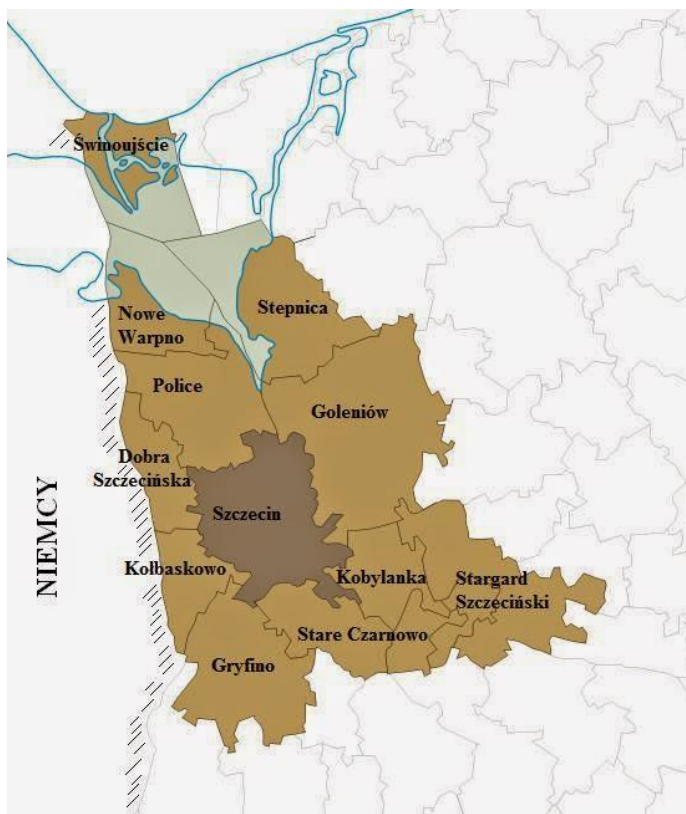 Świnoujście
Stepnica
Nowe
Warpno
Police
Goleniów
Dobra
Szczecińska
Szczecin
NIEMCY
Kołbaskowo
Kobylanka
Stargard
Szczeciński
Stare Czarnowo
Gryfino